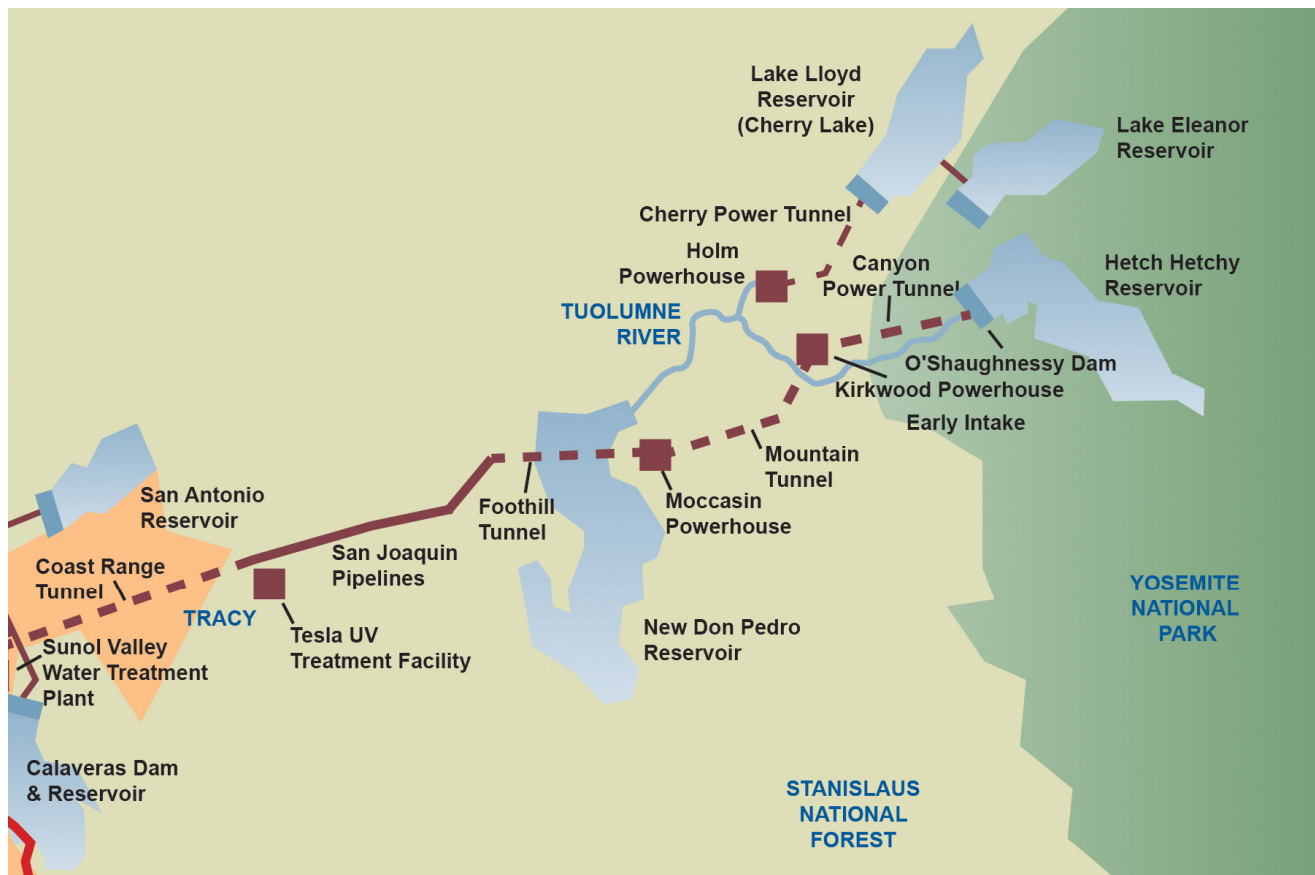 Lake Lloyd
Reservoir
(Cherry Lake)
Lake Eleanor
Reservoir
Cherry Power Tunnel
Holm
Powerhouse
Canyon
Power Tunnel
Hetch Hetchy
Reservoir
TUOLUMNE
RIVER
O'Shaughnessy Dam
Kirkwood Powerhouse
Early Intake
Mountain
Tunnel
Moccasin
Powerhouse
Foothill
Tunnel
San Antonio
Reservoir
San Joaquin
Pipelines
Coast Range
Tunnel
TRACY
Tesla UV
Treatment Facility
New Don Pedro
Reservoir
YOSEMITE
NATIONAL
PARK
Sunol Valley
Water Treatment
Plant
Calaveras Dam
& Reservoir
STANISLAUS
NATIONAL
FOREST